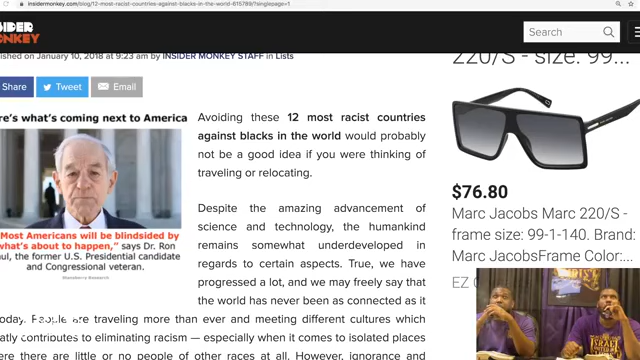 insidermonkey.com/blog/12-most-racist-countries-against-blacks-in-the-world-615789/?singlepage=1
INSIDER
MONKEY
Search
blished on January 10, 2018 at 9:23 am by INSIDER MONKEY STAFF in Lists
220/S - size: 99...
Share
Tweet
Email
ere's what's coming next to America
"Most Americans will be blindsided by
what's about to happen," says Dr. Ron
aul, the former U.S. Presidential candidate
and Congressional veteran.
Avoiding these 12 most racist countries
against blacks in the world would probably
not be a good idea if you were thinking of
traveling or relocating.
Despite the amazing advancement of
science and technology, the humankind
remains somewhat underdeveloped in
regards to certain aspects. True, we have
progressed a lot, and we may freely say that
the world has never been as connected as it
oday. People are traveling more than ever and meeting different cultures which
atly contributes to eliminating racism — especially when it comes to isolated places
ere there are little or no people of other races at all. However, ignorance and
$76.80
Marc Jacobs Marc 220/S -
frame size: 99-1-140. Brand:
Marc JacobsFrame Color:...
EZ
ISRAEL